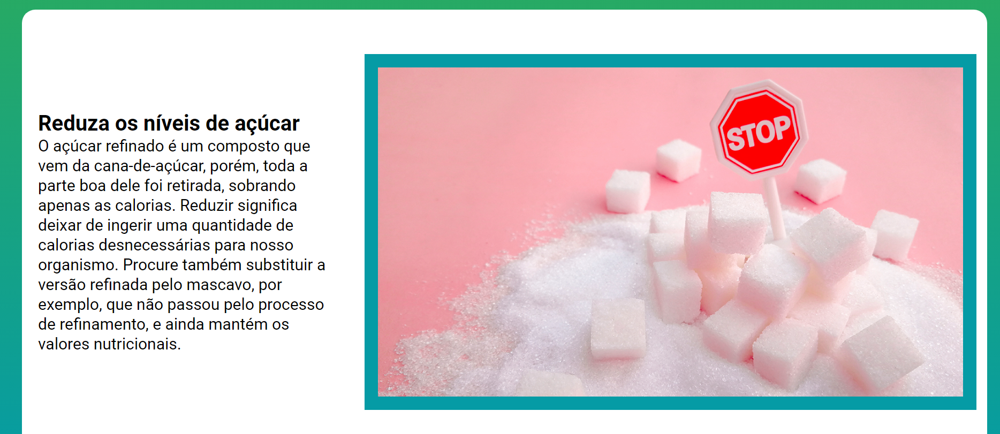 Reduza os níveis de açúcar
O açúcar refinado é um composto que
vem da cana-de-açúcar, porém, toda a
parte boa dele foi retirada, sobrando
apenas as calorias. Reduzir significa
deixar de ingerir uma quantidade de
calorias desnecessárias para nosso
organismo. Procure também substituir a
versão refinada pelo mascavo, por
exemplo, que não passou pelo processo
de refinamento, e ainda mantém os
valores nutricionais.
STOP